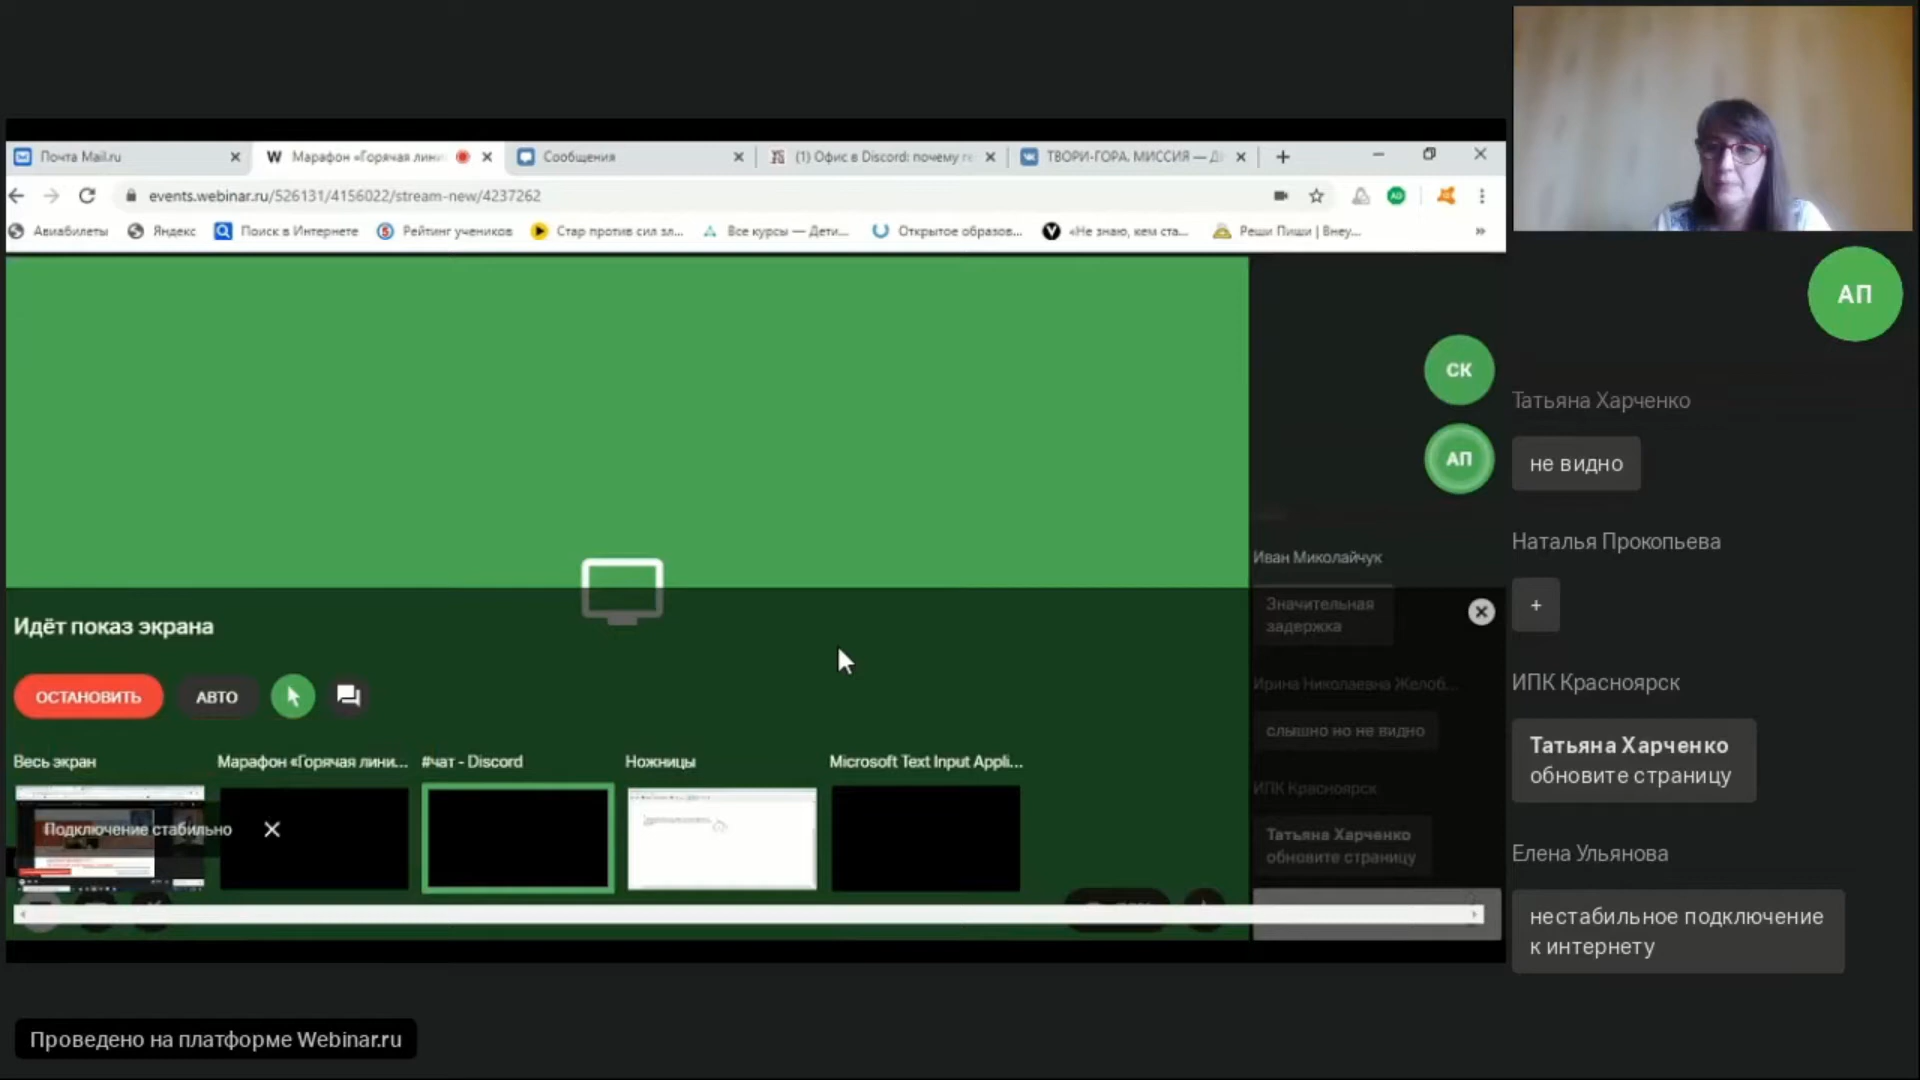 Почта Mail.ru
Марафон «Горячая лини
Сообщения
(1) Офис в Discord: почему
ТВОРИ-ГОРА. МИССИЯ —
events.webinar.ru/526131/4156022/stream-new/4237262
Авиабилеты
Яндекс
Поиск в Интернете
Рейтинг учеников
Стар против сил зл...
Все курсы — Дети...
Открытое образов...
«Не знаю, кем ста...
Реши Пиши | Внеу...
»
АП
СК
АП
Иван Миколайчук
Значительная
задержка
Ирина Николаевна Желоб...
слышно но не видно
ИПК Красноярск
Татьяна Харченко
обновите страницу
Идёт показ экрана
ОСТАНОВИТЬ
АВТО
Весь экран
Марафон «Горячая лини...
#чат - Discord
Ножницы
Microsoft Text Input Appli...
Подключение стабильно
Татьяна Харченко
не видно
Наталья Прокопьева
+
ИПК Красноярск
Татьяна Харченко
обновите страницу
Елена Ульянова
нестабильное подключение
к интернету
Проведено на платформе Webinar.ru